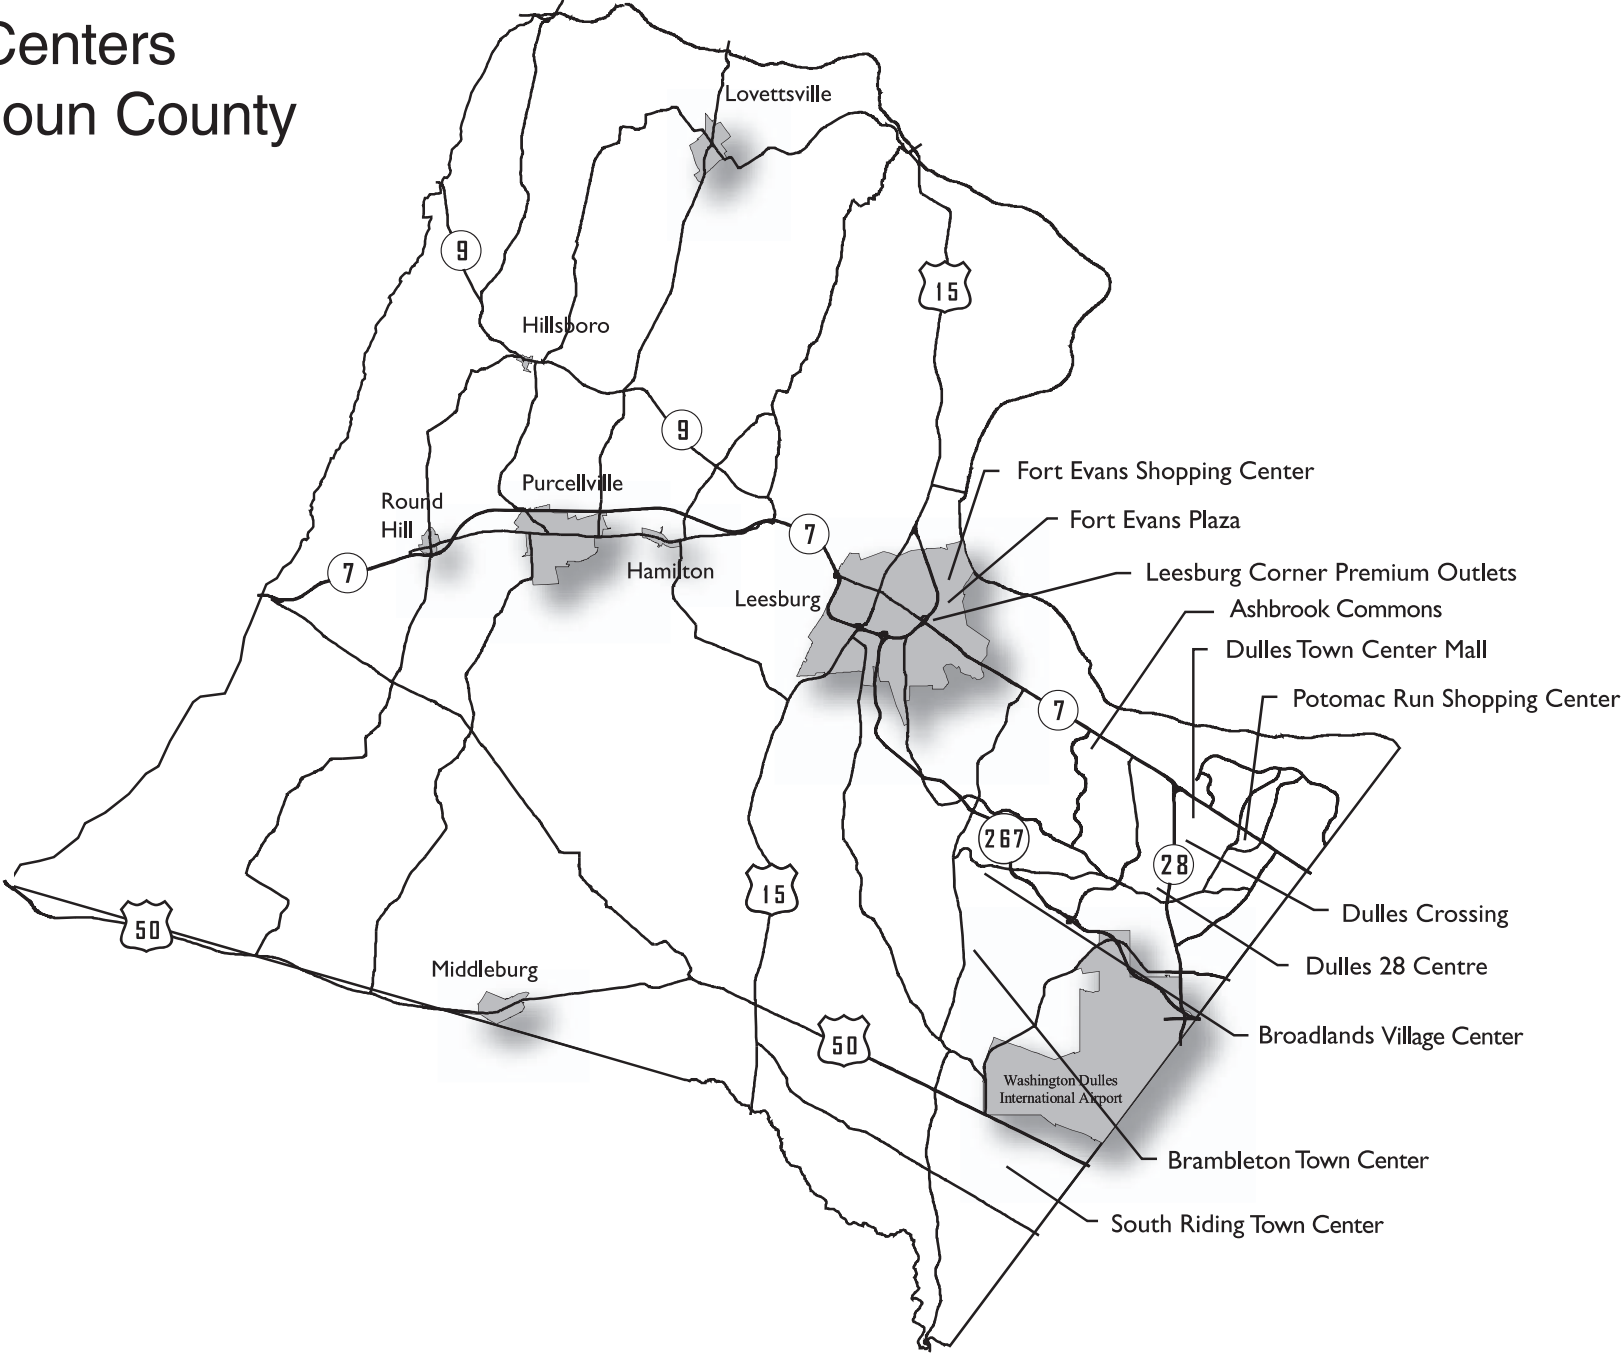 Centers
oun County
Lovettsville
9
15
Hillsboro
9
Fort Evans Shopping Center
Purcellville
Round
Hill
Fort Evans Plaza
7
7
Hamilton
Leesburg
Leesburg Corner Premium Outlets
Ashbrook Commons
Dulles Town Center Mall
Potomac Run Shopping Center
7
267
28
15
50
Dulles Crossing
Middleburg
Dulles 28 Centre
Broadlands Village Center
50
Washington Dulles
International Airport
Brambleton Town Center
South Riding Town Center